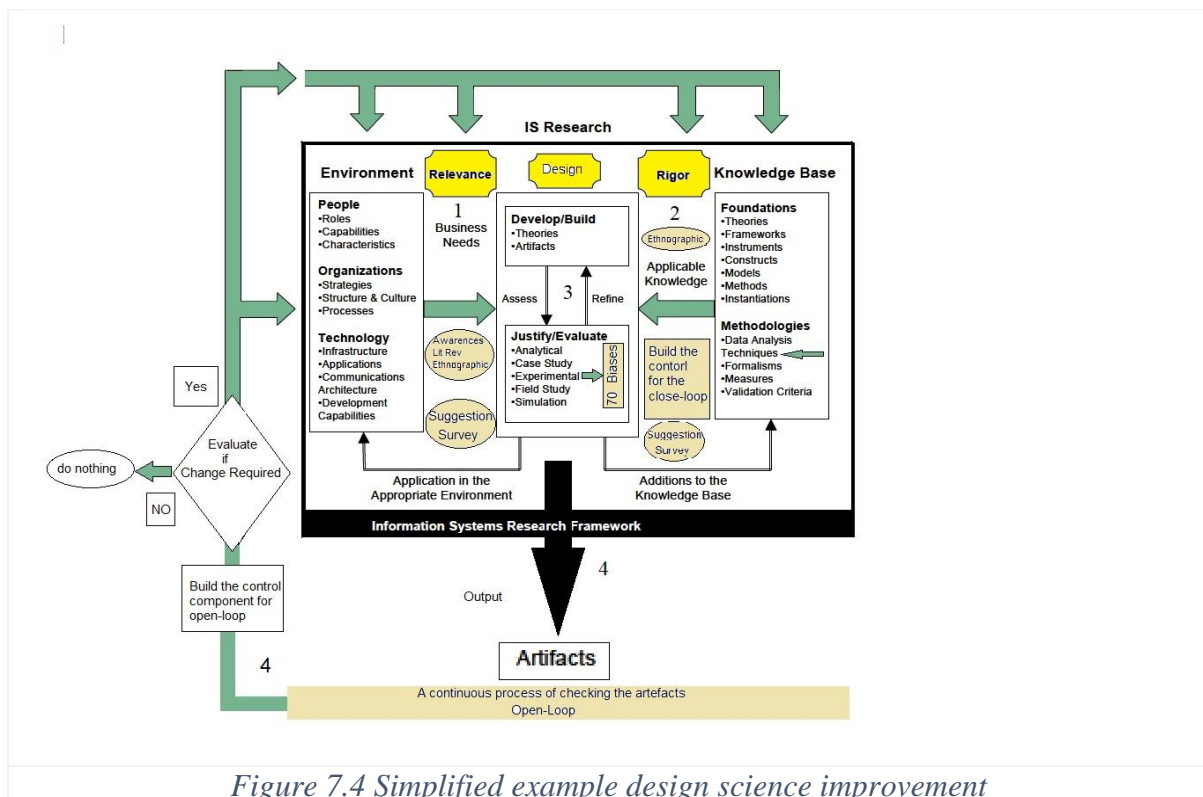 IS Research
Environment
Relevance
Design
Rigor
Knowledge Base
People
•Roles
•Capabilities
•Characteristics
Organizations
•Strategies
•Structure & Culture
•Processes
Technology
•Infrastructure
•Applications
•Communications
Architecture
•Development
Capabilities
1
Business
Needs
Awarences
Lit Rev
Ethnographic
Suggestion
Survey
Develop/Build
•Theories
•Artifacts
Assess
3
Refine
Justify/Evaluate
•Analytical
•Case Study
•Experimental
•Field Study
•Simulation
70 Biases
2
Ethnographic
Applicable
Knowledge
Build the
contorl
for the
close-loop
Suggestion
Survey
Foundations
•Theories
•Frameworks
•Instruments
•Constructs
•Models
•Methods
•Instantiations
Methodologies
•Data Analysis
Techniques
•Formalisms
•Measures
•Validation Criteria
Application in the
Appropriate Environment
Additions to the
Knowledge Base
Information Systems Research Framework
Yes
Evaluate
if
Change Required
do nothing
NO
Build the control
component for
open-loop
4
Output
4
Artifacts
A continuous process of checking the artefacts
Open-Loop
Figure 7.4 Simplified example design science improvement